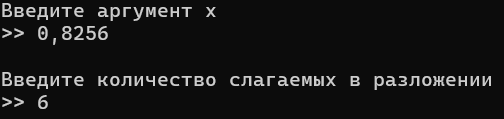 Введите аргумент x
>> 0,8256
Введите количество слагаемых в разложении
>> 6